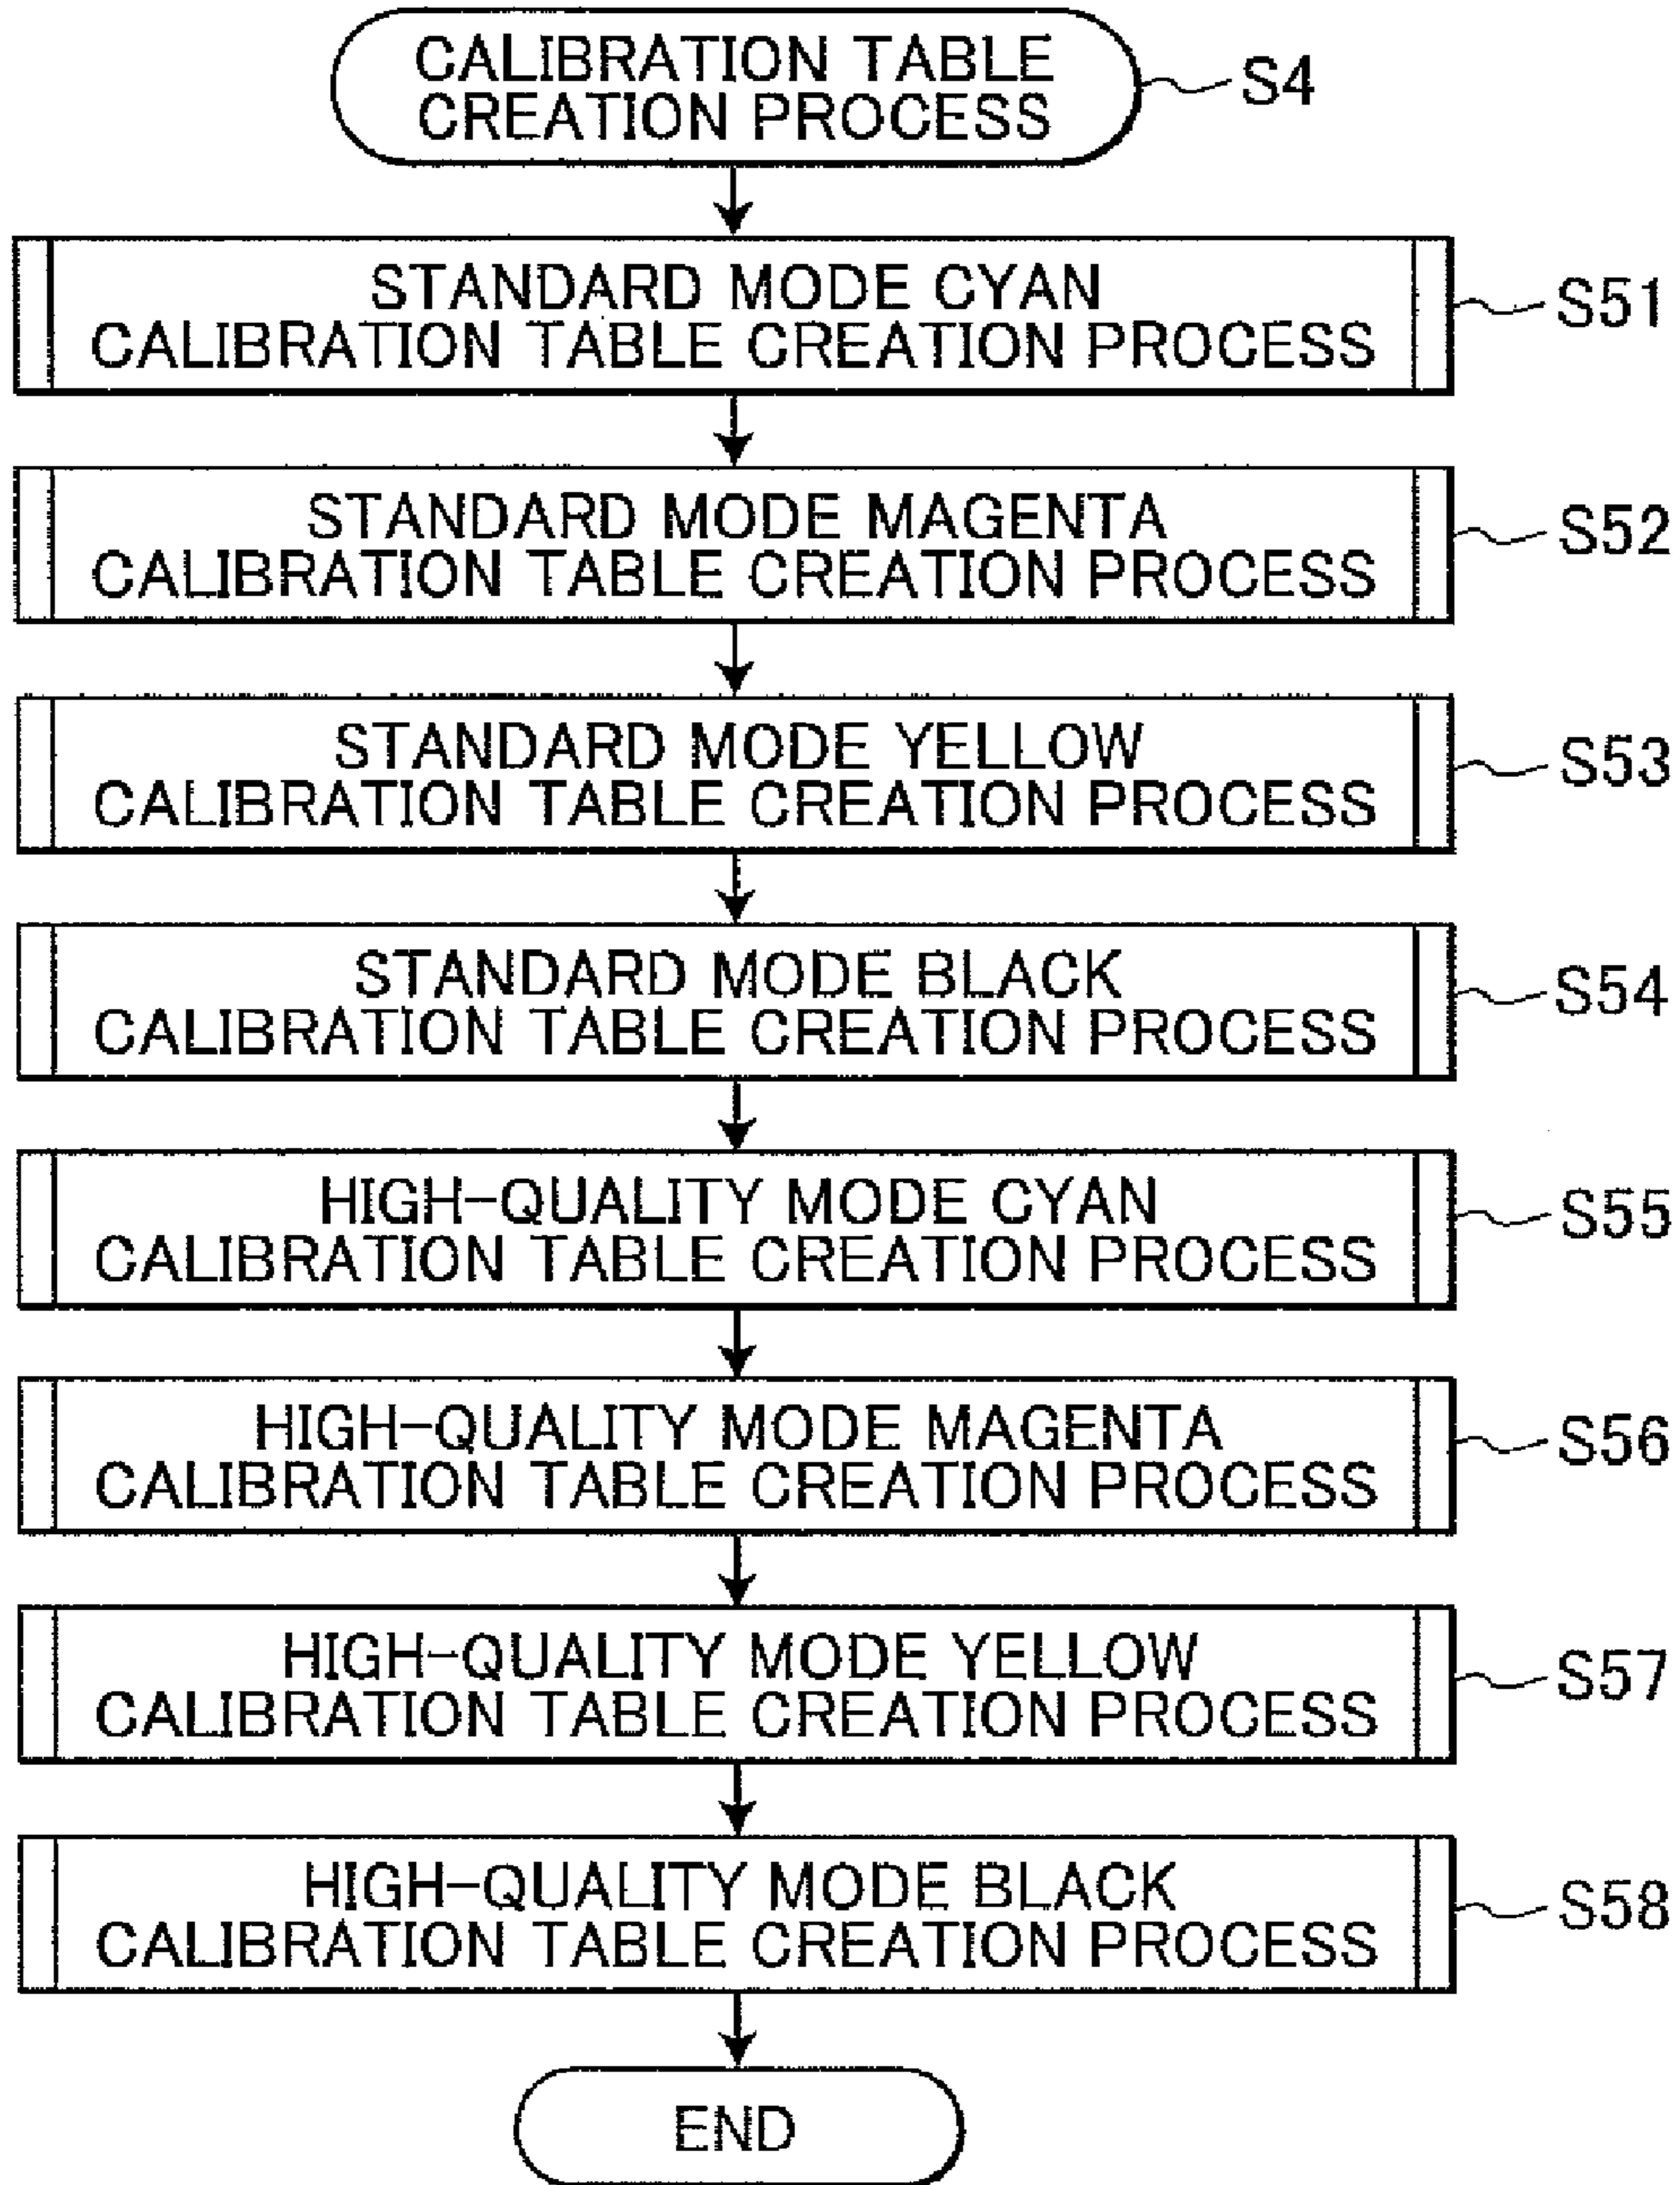 CALIBRATION TABLE
CREATION PROCESS
S4
STANDARD MODE CYAN
CALIBRATION TABLE CREATION PROCESS
S51
STANDARD MODE MAGENTA
CALIBRATION TABLE CREATION PROCESS
S52
STANDARD MODE YELLOW
CALIBRATION TABLE CREATION PROCESS
S53
STANDARD MODE BLACK
CALIBRATION TABLE CREATION PROCESS
S54
HIGH-QUALITY MODE CYAN
CALIBRATION TABLE CREATION PROCESS
S55
HIGH-QUALITY MODE MAGENTA
CALIBRATION TABLE CREATION PROCESS
S56
HIGH-QUALITY MODE YELLOW
CALIBRATION TABLE CREATION PROCESS
S57
HIGH-QUALITY MODE BLACK
CALIBRATION TABLE CREATION PROCESS
S58
END